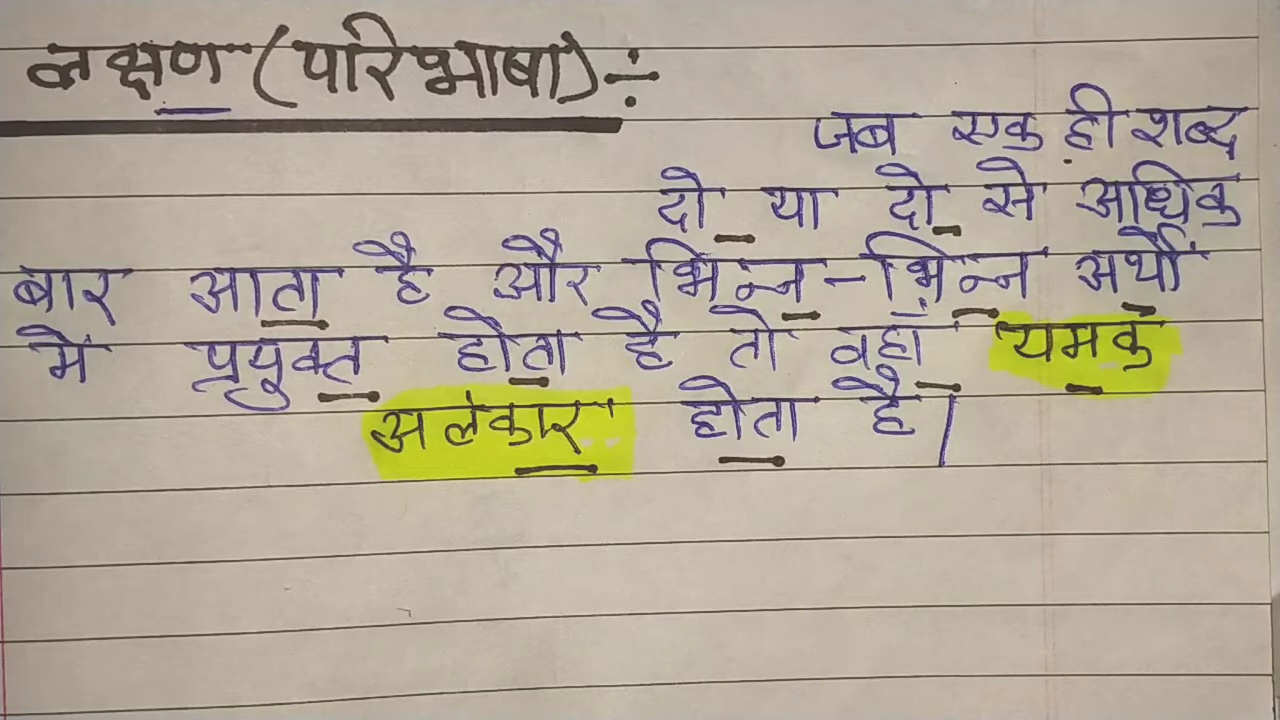 लक्षण (परिभाषा) ÷
जब एक ही शब्द
दो या दो से अधिक
बार आता है और भिन्न-भिन्न अर्थों
में प्रयुक्त होता है तो वहाँ यमक
अलंकार होता है।